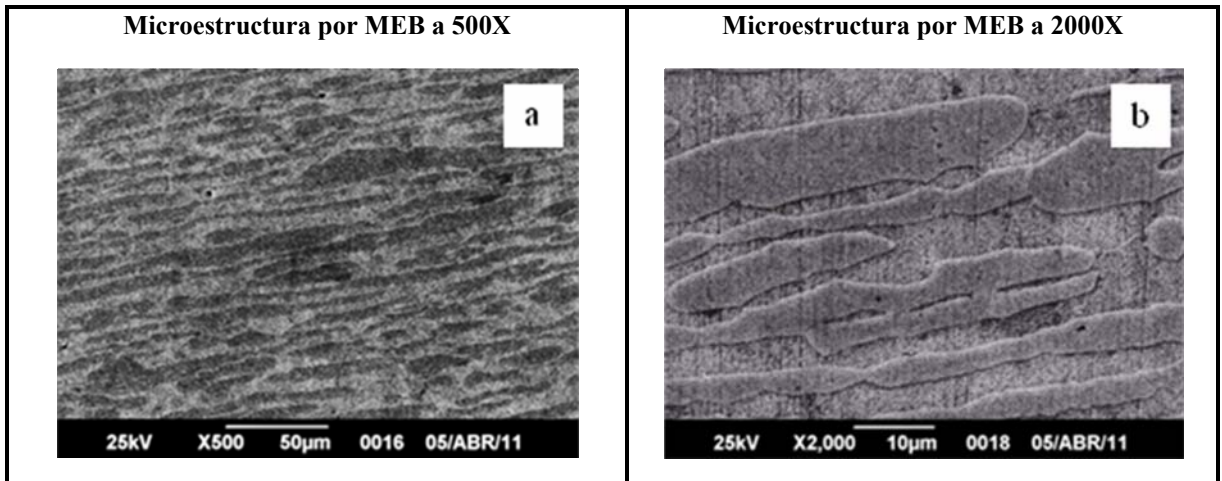 Microestructura por MEB a 500X
Microestructura por MEB a 2000X
a
b
25kV X500 50µm 0016 05/ABR/11
25kV X2,000 10µm 0018 05/ABR/11